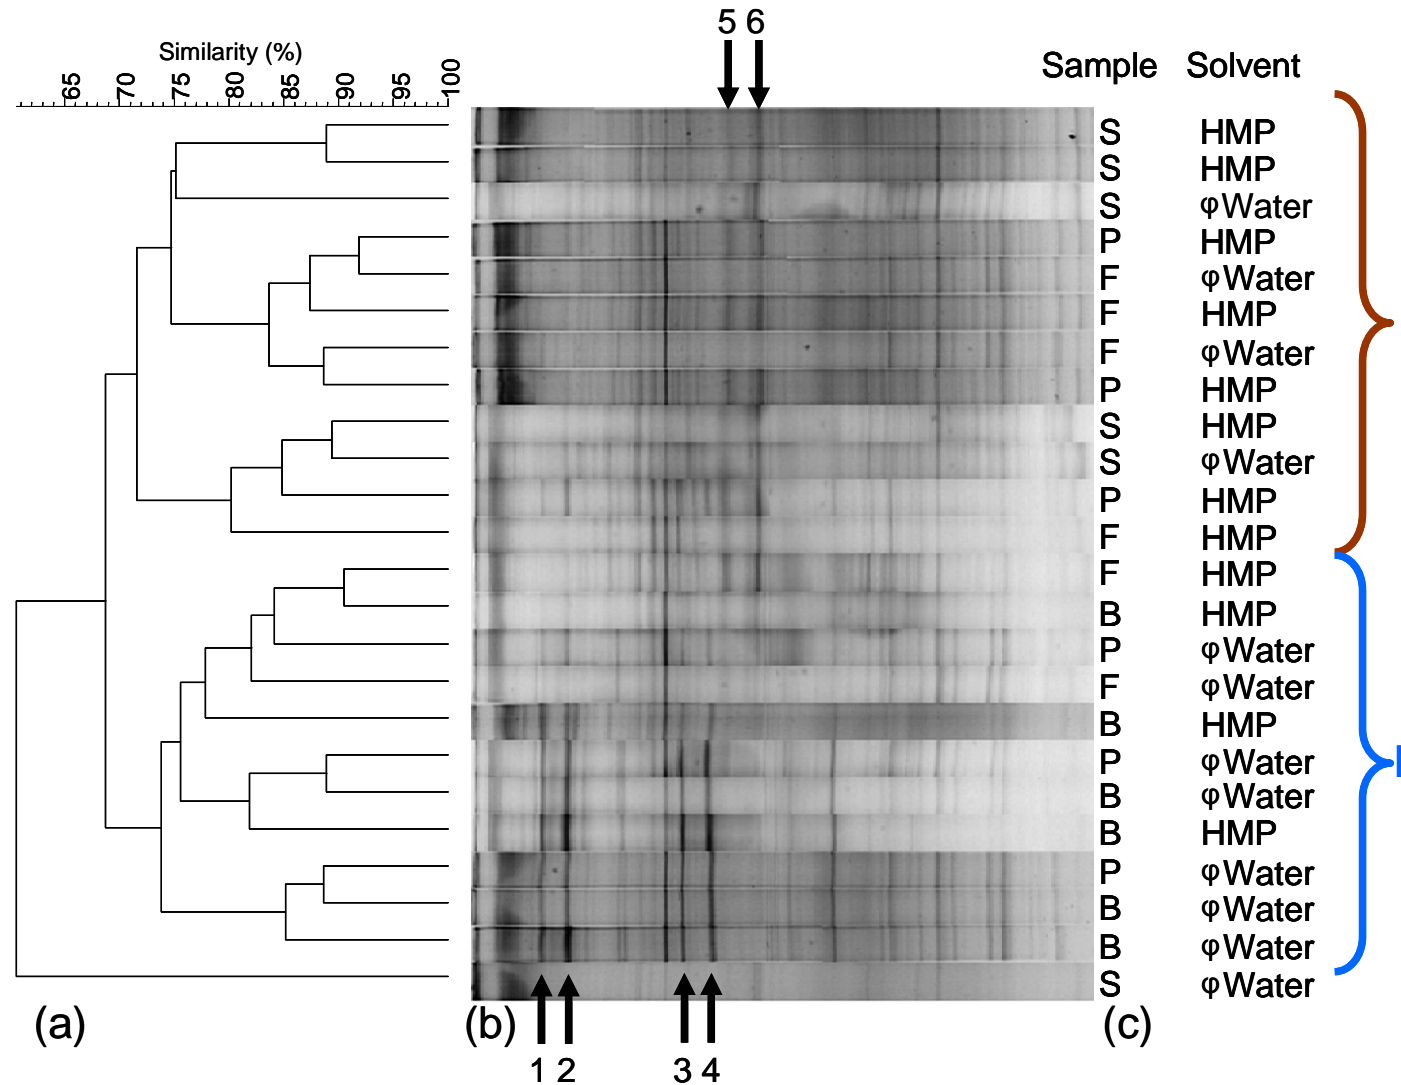 5 6
Similarity (%)
65 70 75 80 85 90 95 100
Sample Solvent
S HMP
S HMP
S φWater
P HMP
F φWater
F HMP
F φWater
P HMP
S HMP
S φWater
P HMP
F HMP
F HMP
B HMP
P φWater
F φWater
B HMP
P φWater
B φWater
B HMP
P φWater
B φWater
B φWater
S φWater
(a) (b) (c)
1 2 3 4